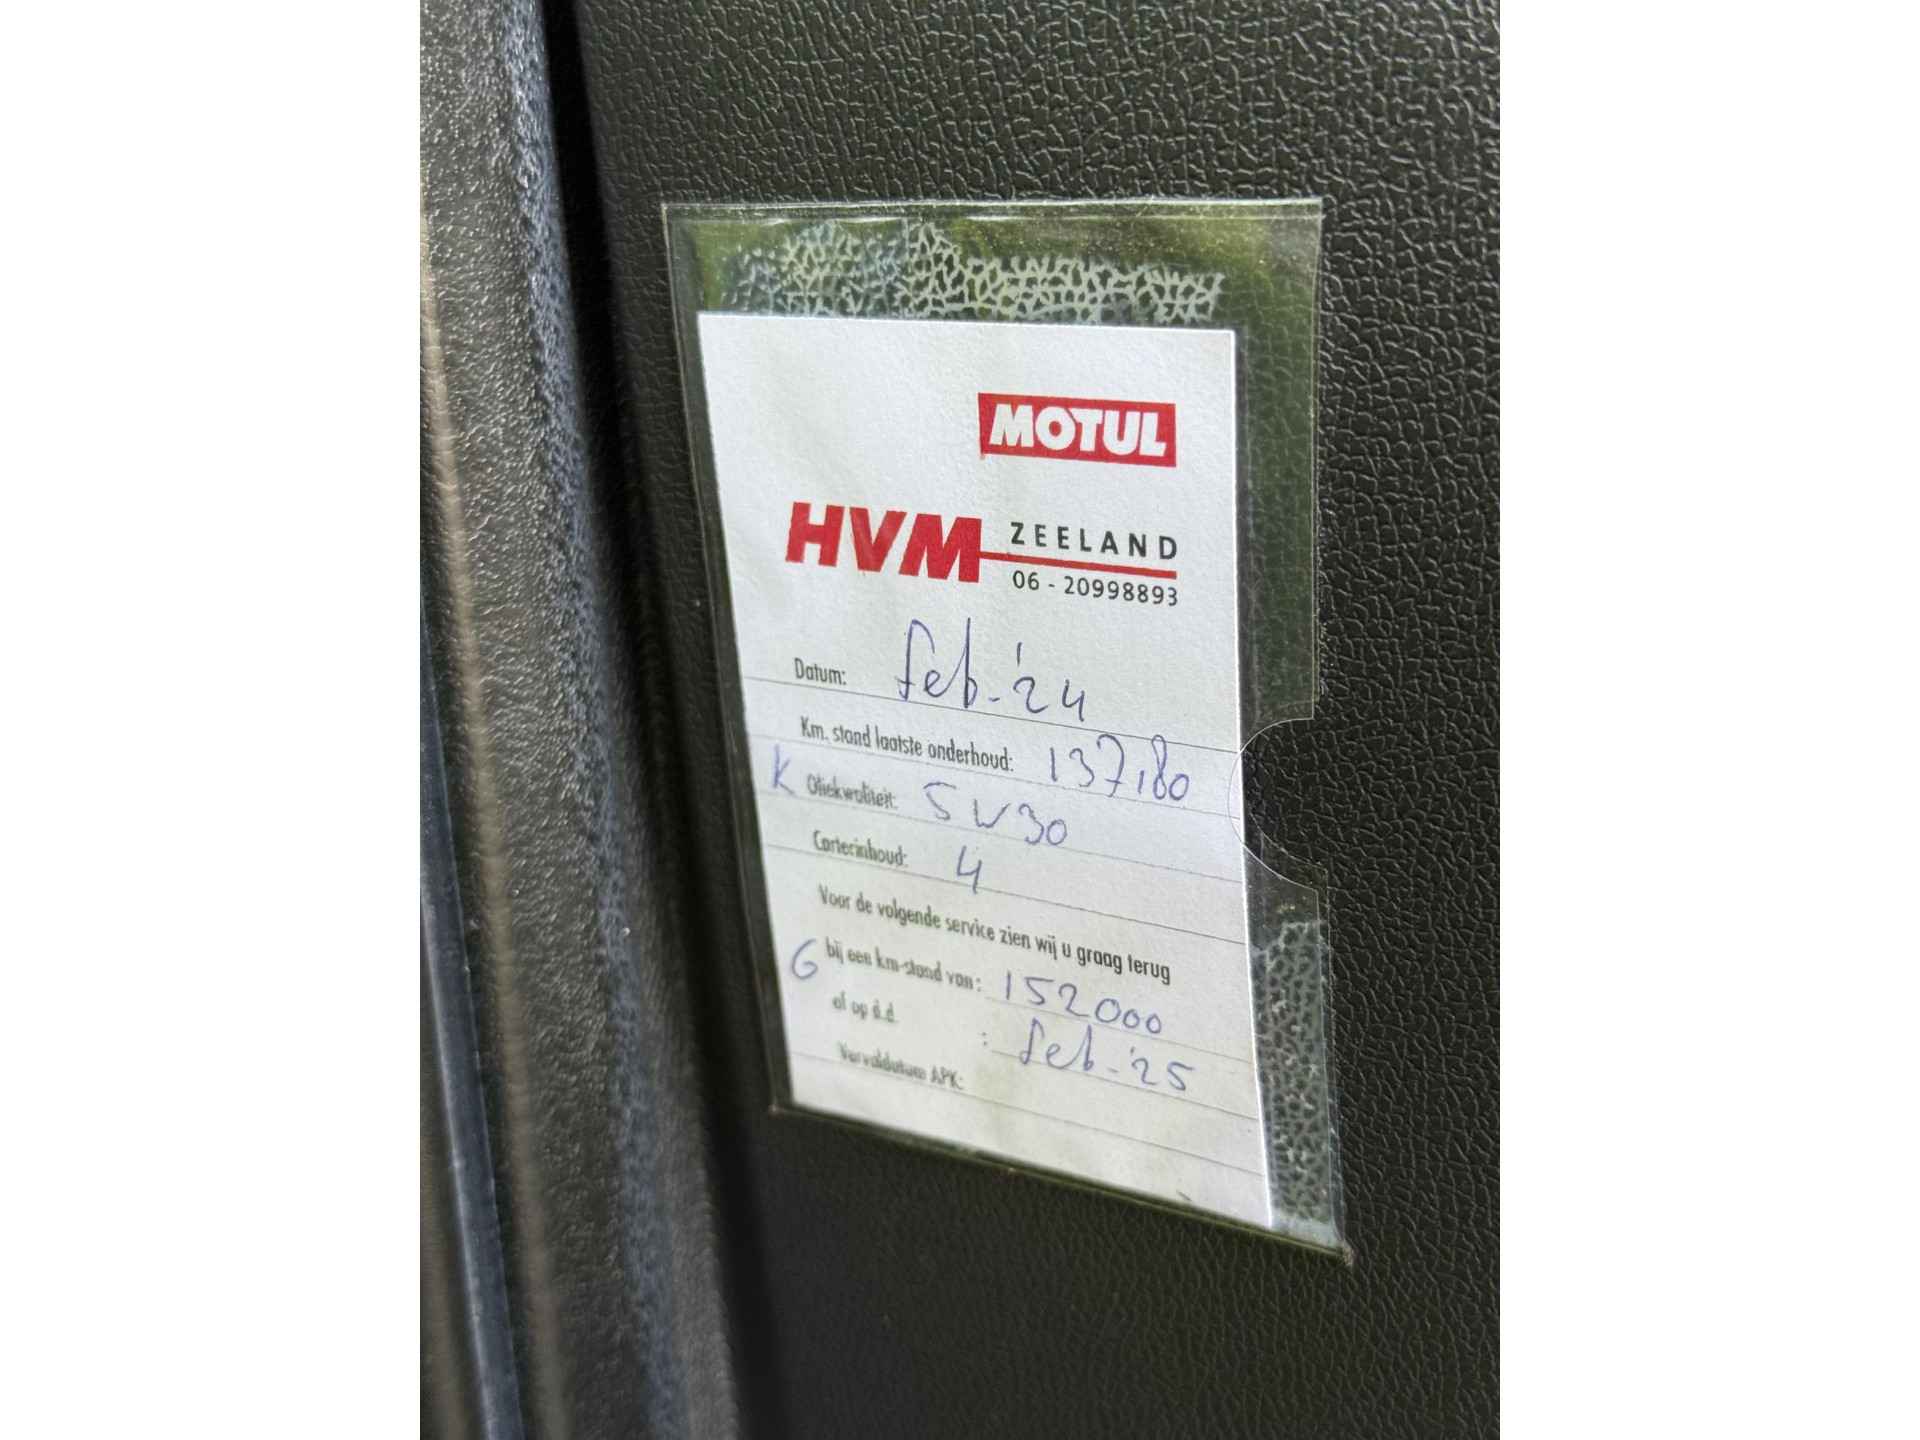 MOTUL
HVM ZEELAND
06 - 20998893
Datum: feb. '24
Km. stand laatste onderhoud: 137180
K Oliekwaliteit: 5W30
Carterinhoud: 4
Voor de volgende service zien wij u graag terug
G bij een km-stand van: 152000
of op d.d. : feb. '25
Vervaldatum APK: